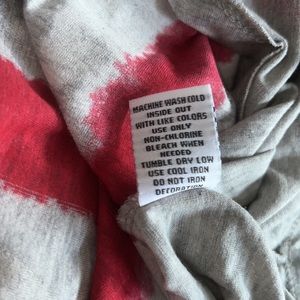 MACHINE WASH COLD
INSIDE OUT
WITH LIKE COLORS
USE ONLY
NON-CHLORINE
BLEACH WHEN
NEEDED
TUMBLE DRY LOW
USE COOL IRON
DO NOT IRON
DECORATION